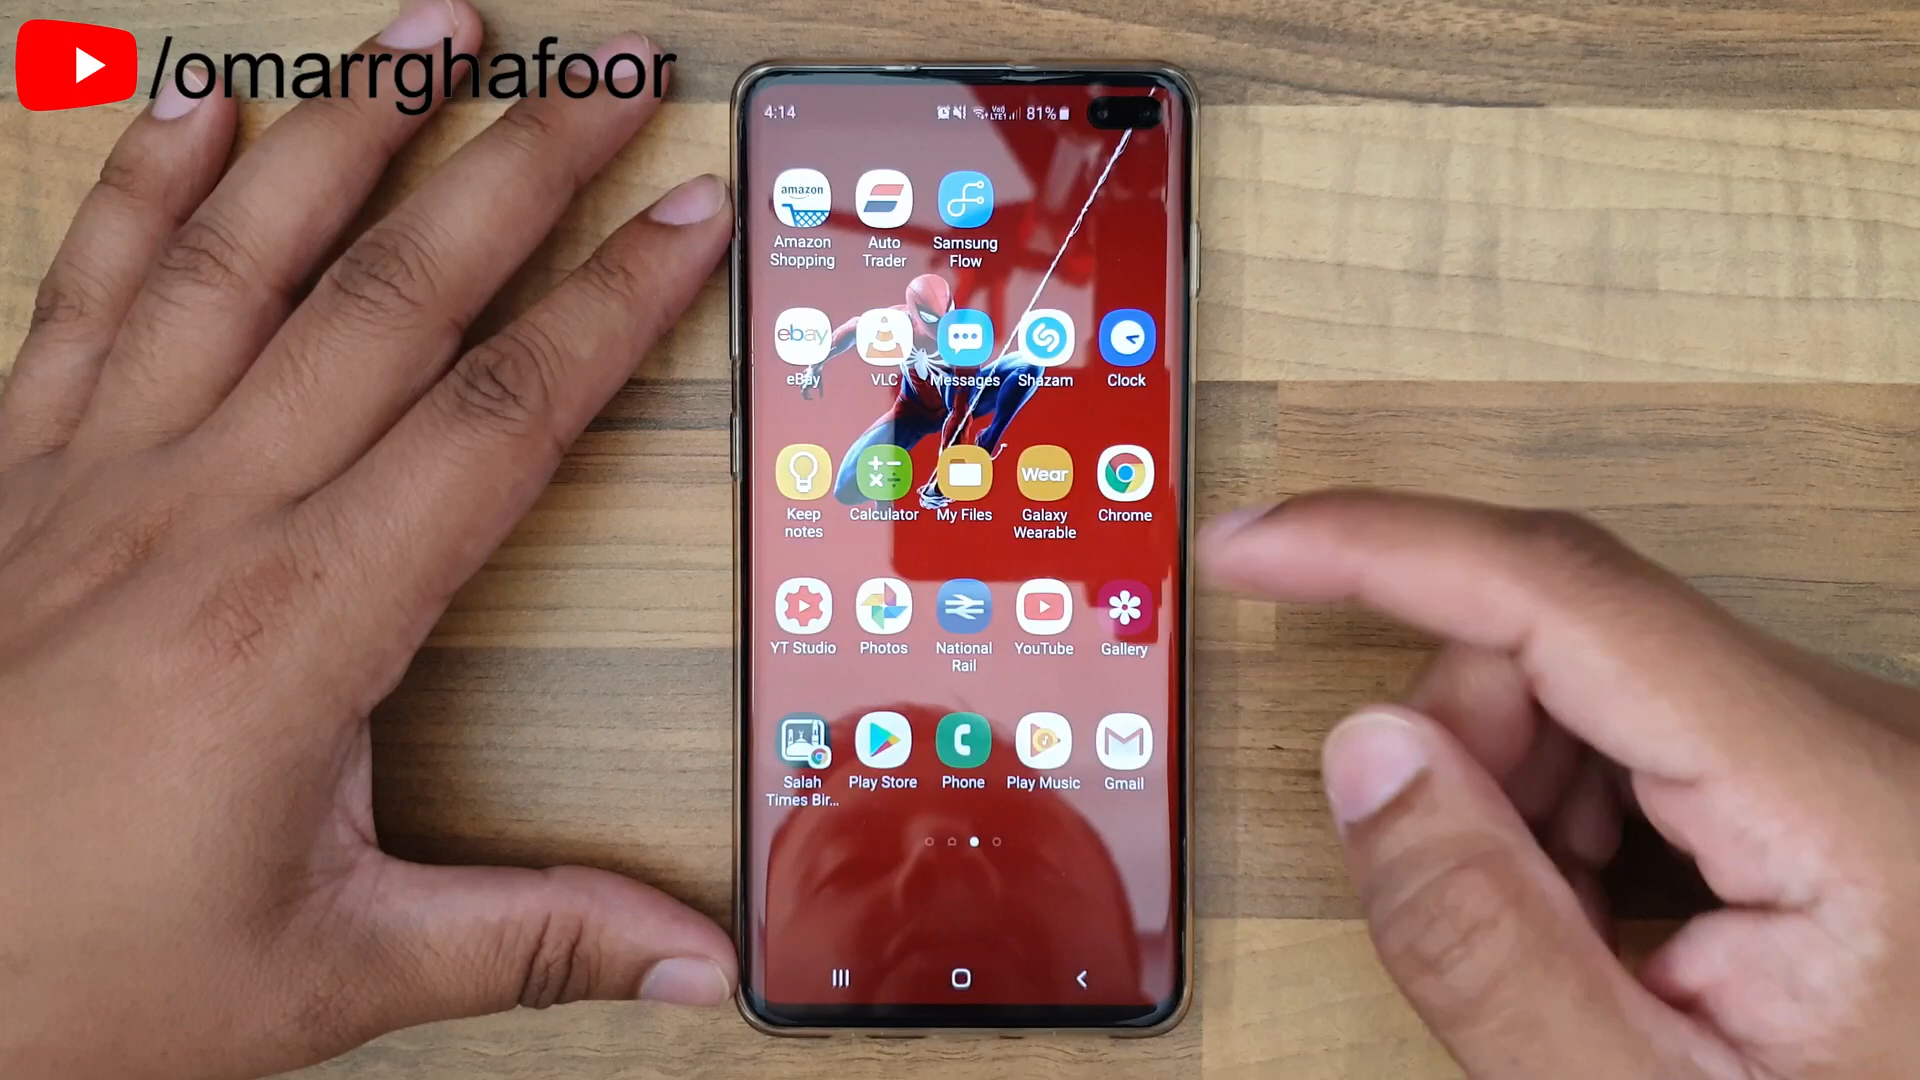 /omarrghafoor
4:14
81%
amazon
Amazon Shopping
Auto Trader
Samsung Flow
ebay
eBay
VLC
Messages
Shazam
Clock
Wear
Keep notes
Calculator
My Files
Galaxy Wearable
Chrome
YT Studio
Photos
National Rail
YouTube
Gallery
Salah Times Bir...
Play Store
Phone
Play Music
Gmail